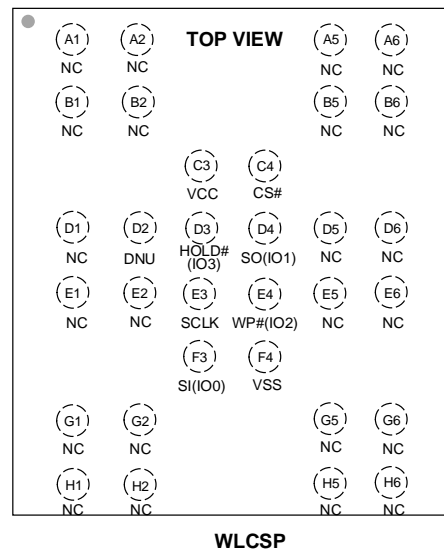 A1 A2 TOP VIEW A5 A6
NC NC NC NC
B1 B2 B5 B6
NC NC NC NC
C3 C4
VCC CS#
D1 D2 D3 D4 D5 D6
NC DNU HOLD# (IO3) SO(IO1) NC NC
E1 E2 E3 E4 E5 E6
NC NC SCLK WP#(IO2) NC NC
F3 F4
SI(IO0) VSS
G1 G2 G5 G6
NC NC NC NC
H1 H2 H5 H6
NC NC NC NC
WLCSP